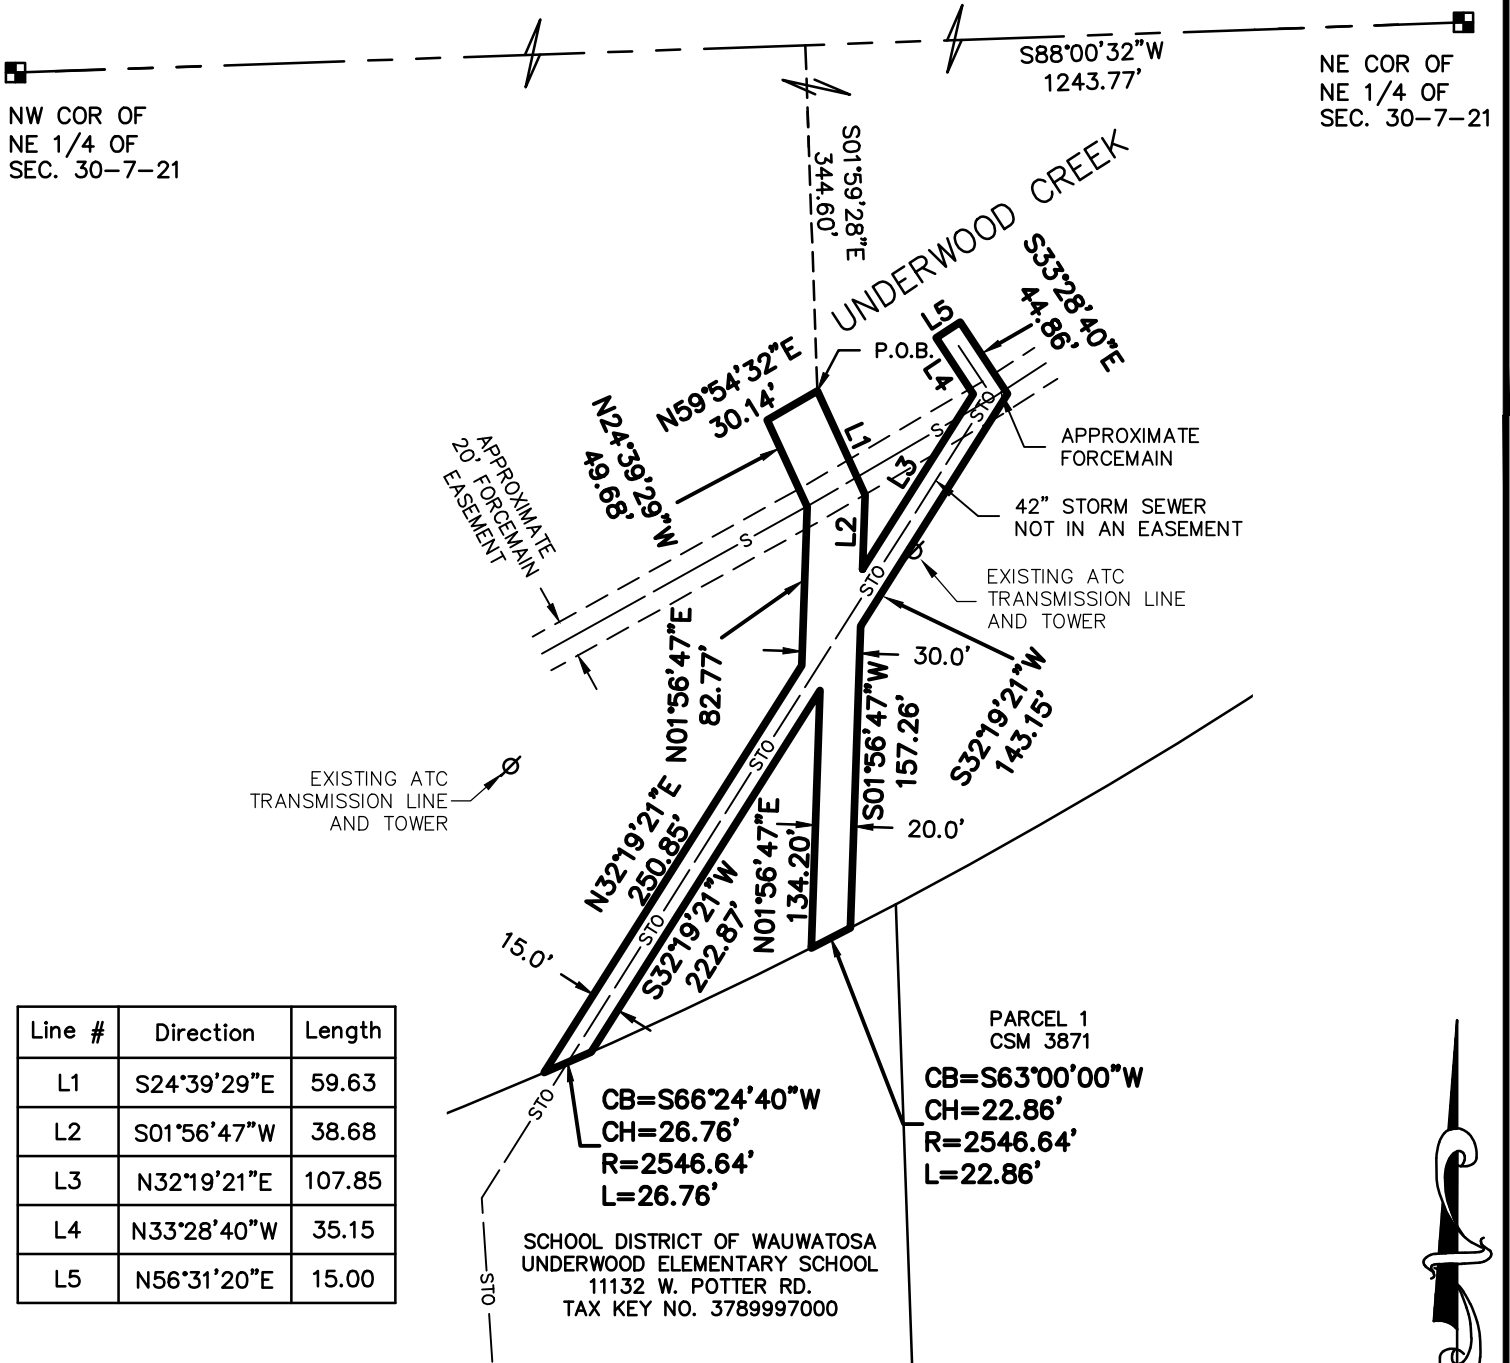 NW COR OF
NE 1/4 OF
SEC. 30-7-21
S88°00'32"W
1243.77'
NE COR OF
NE 1/4 OF
SEC. 30-7-21
S01°59'28"E
344.60'
UNDERWOOD CREEK
S33°28'40"E
44.86'
L5
L4
P.O.B.
N59°54'32"E
30.14'
N24°39'29"W
49.68'
L1
L3
L2
S
S
STO
APPROXIMATE
FORCEMAIN
APPROXIMATE
20' FORCEMAIN
EASEMENT
42" STORM SEWER
NOT IN AN EASEMENT
STO
EXISTING ATC
TRANSMISSION LINE
AND TOWER
N01°56'47"E
82.77'
30.0'
S01°56'47"W
157.26'
S32°19'21"W
143.15'
STO
EXISTING ATC
TRANSMISSION LINE
AND TOWER
N32°19'21"E
250.85'
S32°19'21"W
222.87'
N01°56'47"E
134.20'
20.0'
STO
15.0'
Line # Direction Length
L1 S24°39'29"E 59.63
L2 S01°56'47"W 38.68
L3 N32°19'21"E 107.85
L4 N33°28'40"W 35.15
L5 N56°31'20"E 15.00
PARCEL 1
CSM 3871
CB=S66°24'40"W
CH=26.76'
R=2546.64'
L=26.76'
CB=S63°00'00"W
CH=22.86'
R=2546.64'
L=22.86'
STO
STO
SCHOOL DISTRICT OF WAUWATOSA
UNDERWOOD ELEMENTARY SCHOOL
11132 W. POTTER RD.
TAX KEY NO. 3789997000